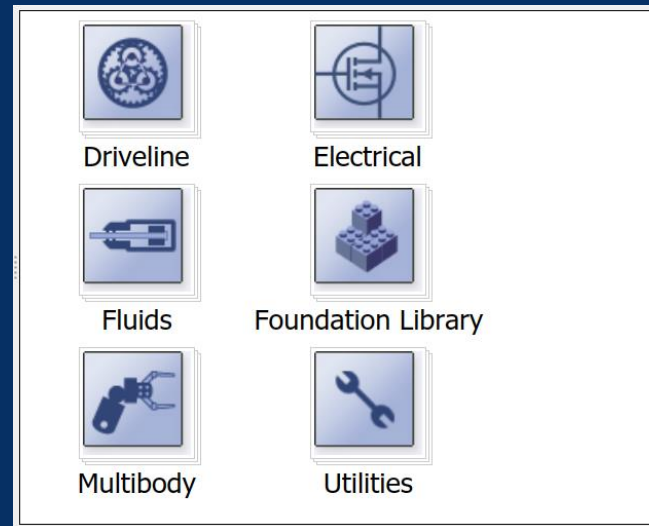 Driveline
Electrical
Fluids
Foundation Library
Multibody
Utilities